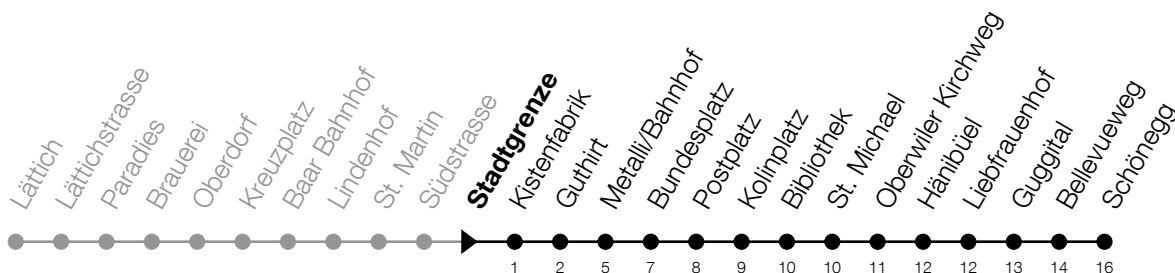 Lättich
Lättichstrasse
Paradies
Brauerei
Oberdorf
Kreuzplatz
Baar Bahnhof
Lindenhof
St. Martin
Südstrasse
Stadtgrenze
Kistenfabrik
Guthirt
Metalli/Bahnhof
Bundesplatz
Postplatz
Kolinplatz
Bibliothek
St. Michael
Oberwiler Kirchweg
Hänibüel
Liebfrauenhof
Guggital
Bellevueweg
Schönegg
1 2 5 7 8 9 10 10 11 12 12 13 14 16